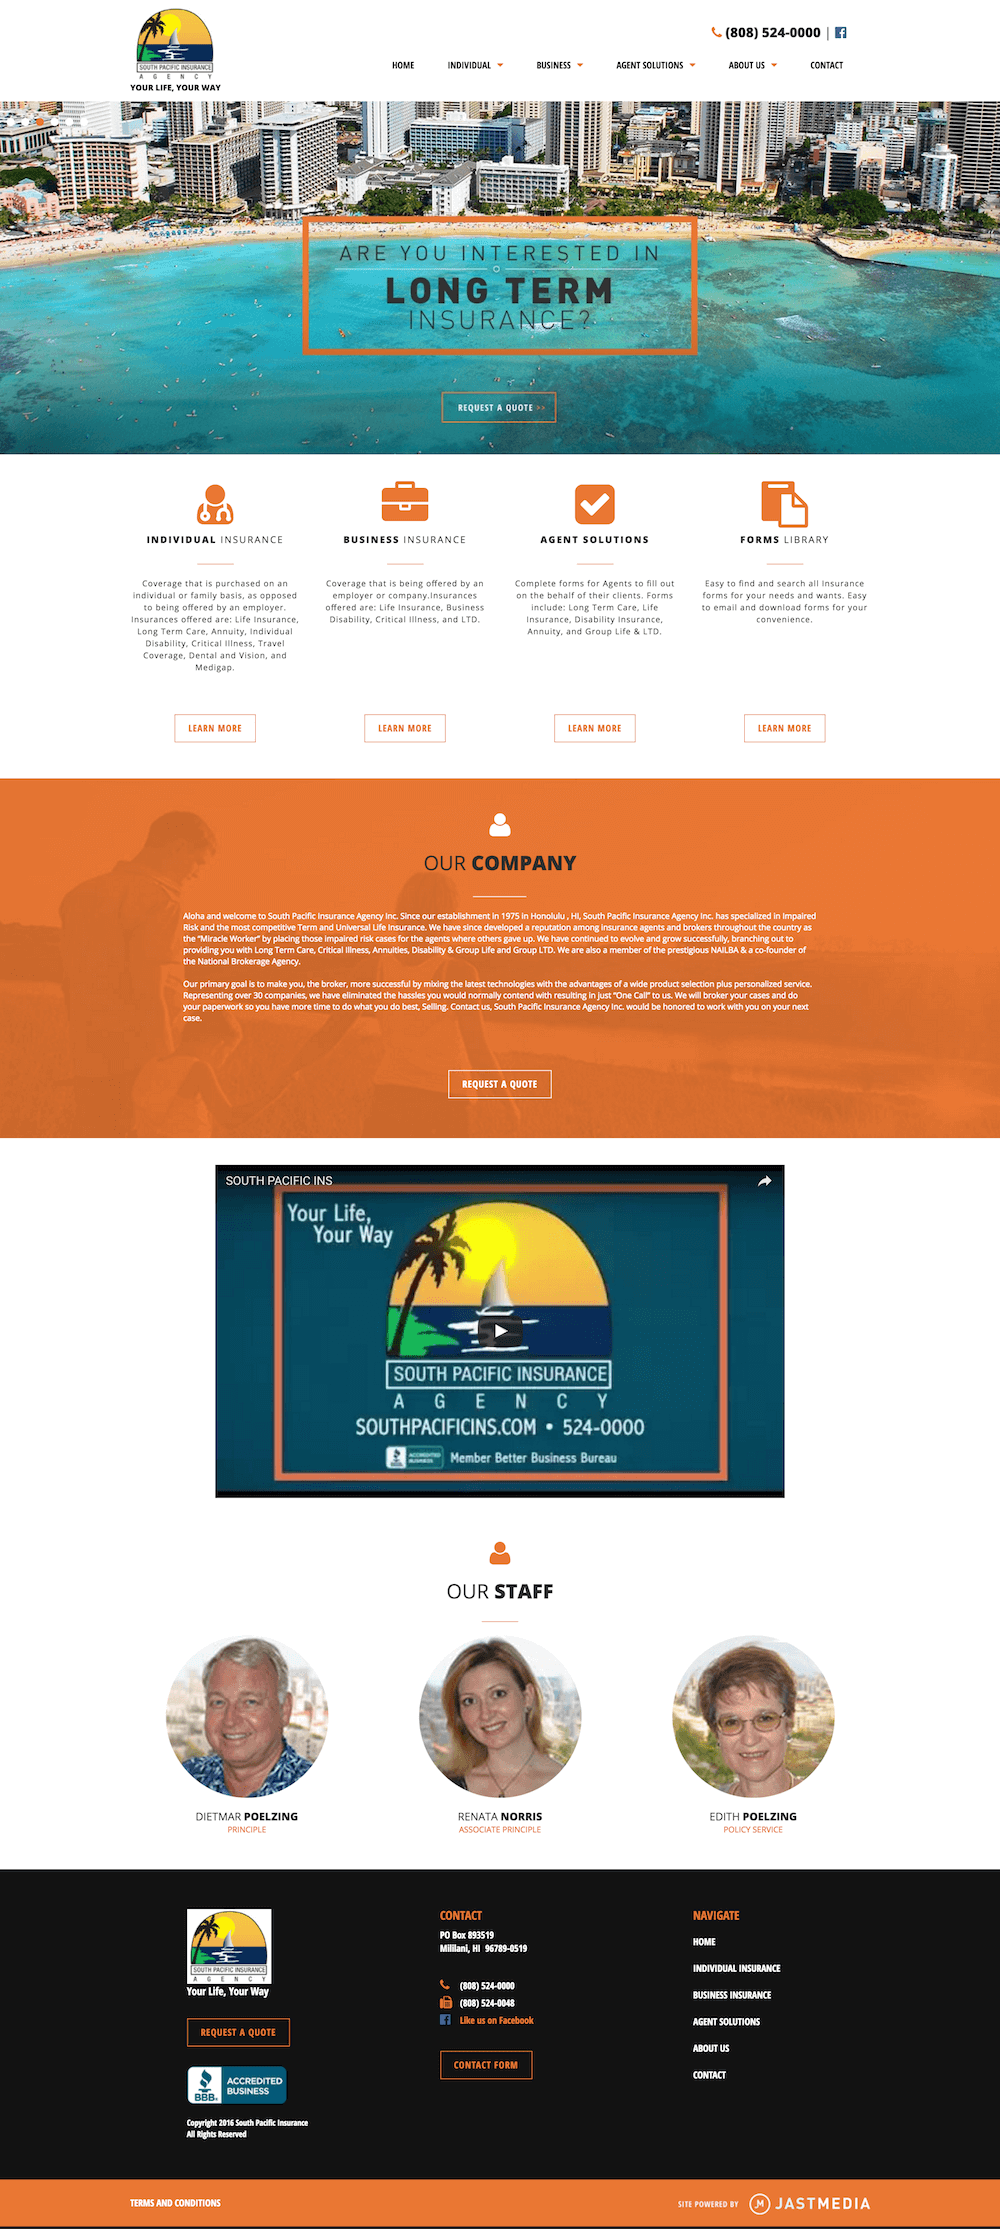 SOUTH PACIFIC INSURANCE
AGENCY
YOUR LIFE, YOUR WAY
(808) 524-0000 |
HOME INDIVIDUAL BUSINESS AGENT SOLUTIONS ABOUT US CONTACT
ARE YOU INTERESTED IN
LONG TERM
INSURANCE?
REQUEST A QUOTE >>
INDIVIDUAL INSURANCE
Coverage that is purchased on an
individual or family basis, as opposed
to being offered by an employer.
Insurances offered are: Life Insurance,
Long Term Care, Annuity, Individual
Disability, Critical Illness, Travel
Coverage, Dental and Vision, and
Medigap.
LEARN MORE
BUSINESS INSURANCE
Coverage that is being offered by an
employer or company.Insurances
offered are: Life Insurance, Business
Disability, Critical Illness, and LTD.
LEARN MORE
AGENT SOLUTIONS
Complete forms for Agents to fill out
on the behalf of their clients. Forms
include: Long Term Care, Life
Insurance, Disability Insurance,
Annuity, and Group Life & LTD.
LEARN MORE
FORMS LIBRARY
Easy to find and search all Insurance
forms for your needs and wants. Easy
to email and download forms for your
convenience.
LEARN MORE
OUR COMPANY
Aloha and welcome to South Pacific Insurance Agency Inc. Since our establishment in 1975 in Honolulu , HI, South Pacific Insurance Agency Inc. has specialized in Impaired
Risk and the most competitive Term and Universal Life Insurance. We have since developed a reputation among insurance agents and brokers throughout the country as
the “Miracle Worker” by placing those impaired risk cases for the agents where others gave up. We have continued to evolve and grow successfully, branching out to
providing you with Long Term Care, Critical Illness, Annuities, Disability & Group Life and Group LTD. We are also a member of the prestigious NAILBA & a co-founder of
the National Brokerage Agency.
Our primary goal is to make you, the broker, more successful by mixing the latest technologies with the advantages of a wide product selection plus personalized service.
Representing over 30 companies, we have eliminated the hassles you would normally contend with resulting in just “One Call” to us. We will broker your cases and do
your paperwork so you have more time to do what you do best, Selling. Contact us, South Pacific Insurance Agency Inc. would be honored to work with you on your next
case.
REQUEST A QUOTE
SOUTH PACIFIC INS
Your Life,
Your Way
SOUTH PACIFIC INSURANCE
AGENCY
SOUTHPACIFICINS.COM • 524-0000
ACCREDITED
BUSINESS
Member Better Business Bureau
OUR STAFF
DIETMAR POELZING
PRINCIPLE
RENATA NORRIS
ASSOCIATE PRINCIPLE
EDITH POELZING
POLICY SERVICE
SOUTH PACIFIC INSURANCE
AGENCY
Your Life, Your Way
REQUEST A QUOTE
BBB.
ACCREDITED
BUSINESS
Copyright 2016 South Pacific Insurance
All Rights Reserved
CONTACT
PO Box 893519
Mililani, HI 96789-0519
(808) 524-0000
(808) 524-0048
Like us on Facebook
CONTACT FORM
NAVIGATE
HOME
INDIVIDUAL INSURANCE
BUSINESS INSURANCE
AGENT SOLUTIONS
ABOUT US
CONTACT
TERMS AND CONDITIONS
SITE POWERED BY JASTMEDIA